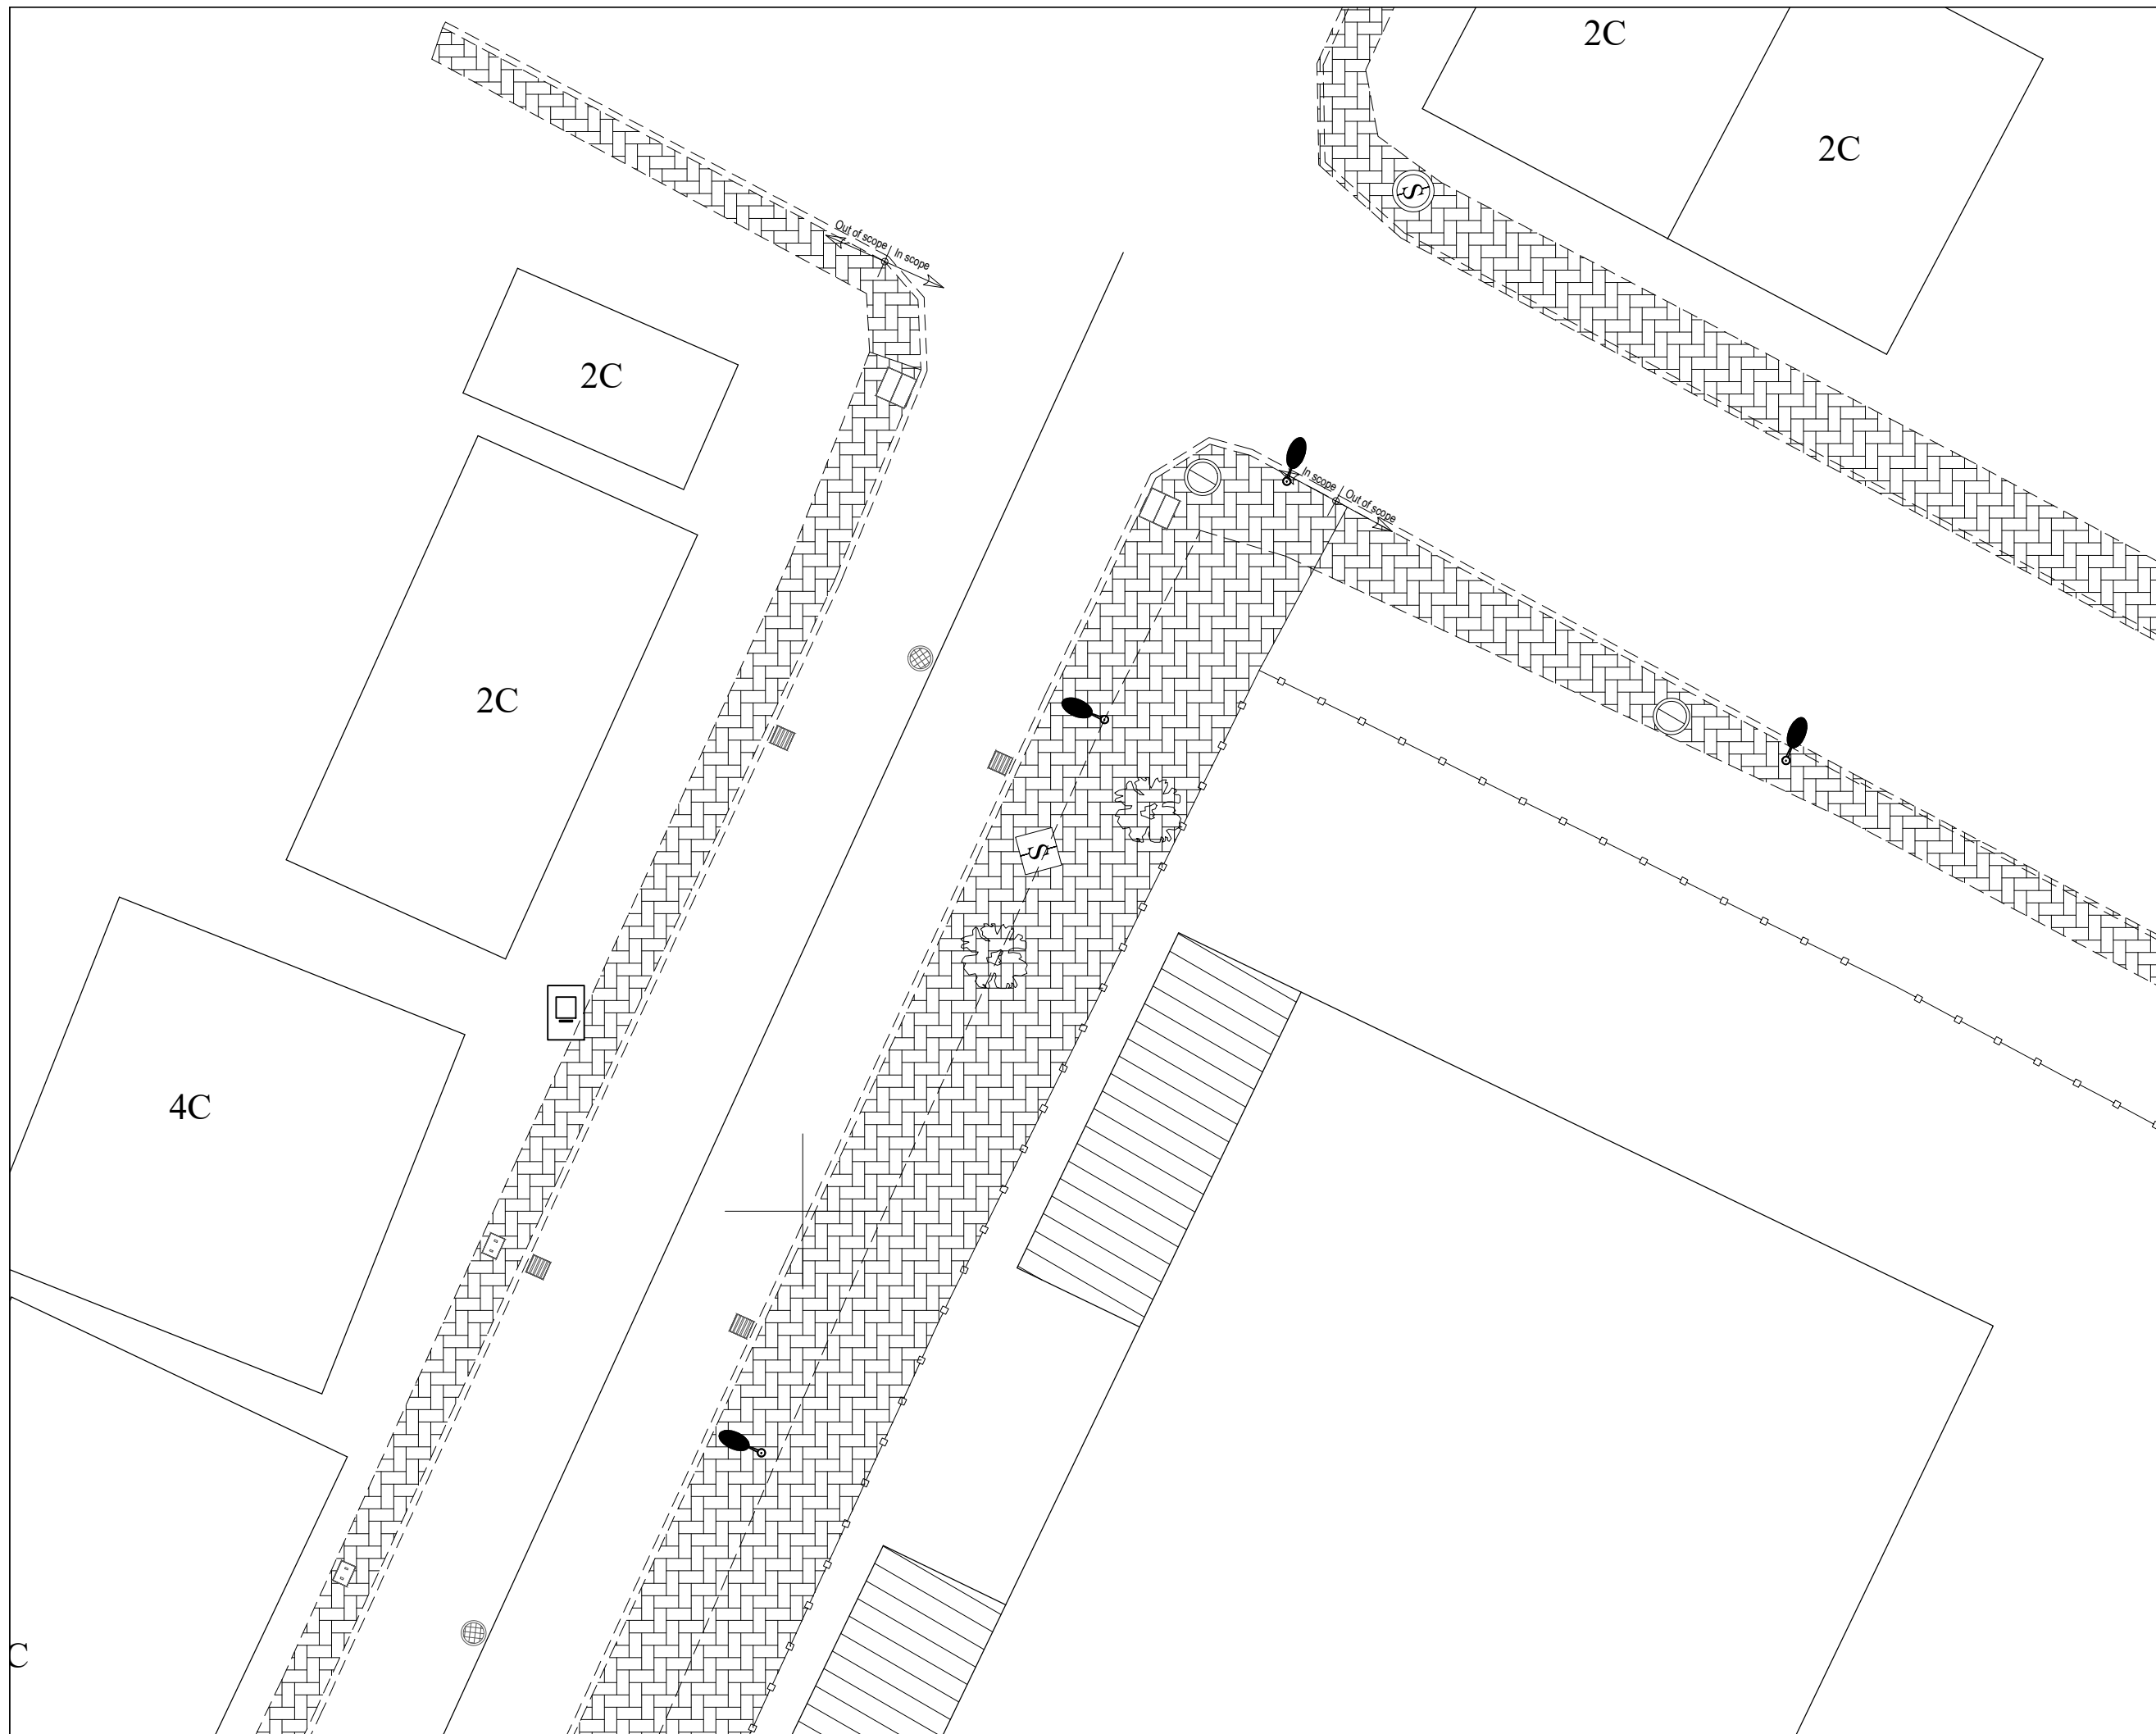 2C
2C
Out of scope | In scope
2C
In scope | Out of scope
S
2C
S
4C
C